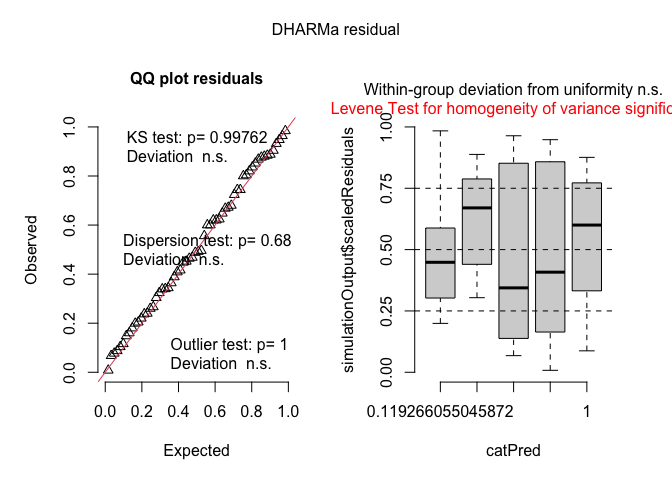 DHARMa residual
QQ plot residuals
KS test: p= 0.99762
Deviation n.s.
Dispersion test: p= 0.68
Deviation n.s.
Outlier test: p= 1
Deviation n.s.
Observed
0.0 0.2 0.4 0.6 0.8 1.0
0.0 0.2 0.4 0.6 0.8 1.0
Expected
Within-group deviation from uniformity n.s.
Levene Test for homogeneity of variance signific
simulationOutput$scaledResiduals
0.00 0.25 0.50 0.75 1.00
0.119266055045872 1
catPred